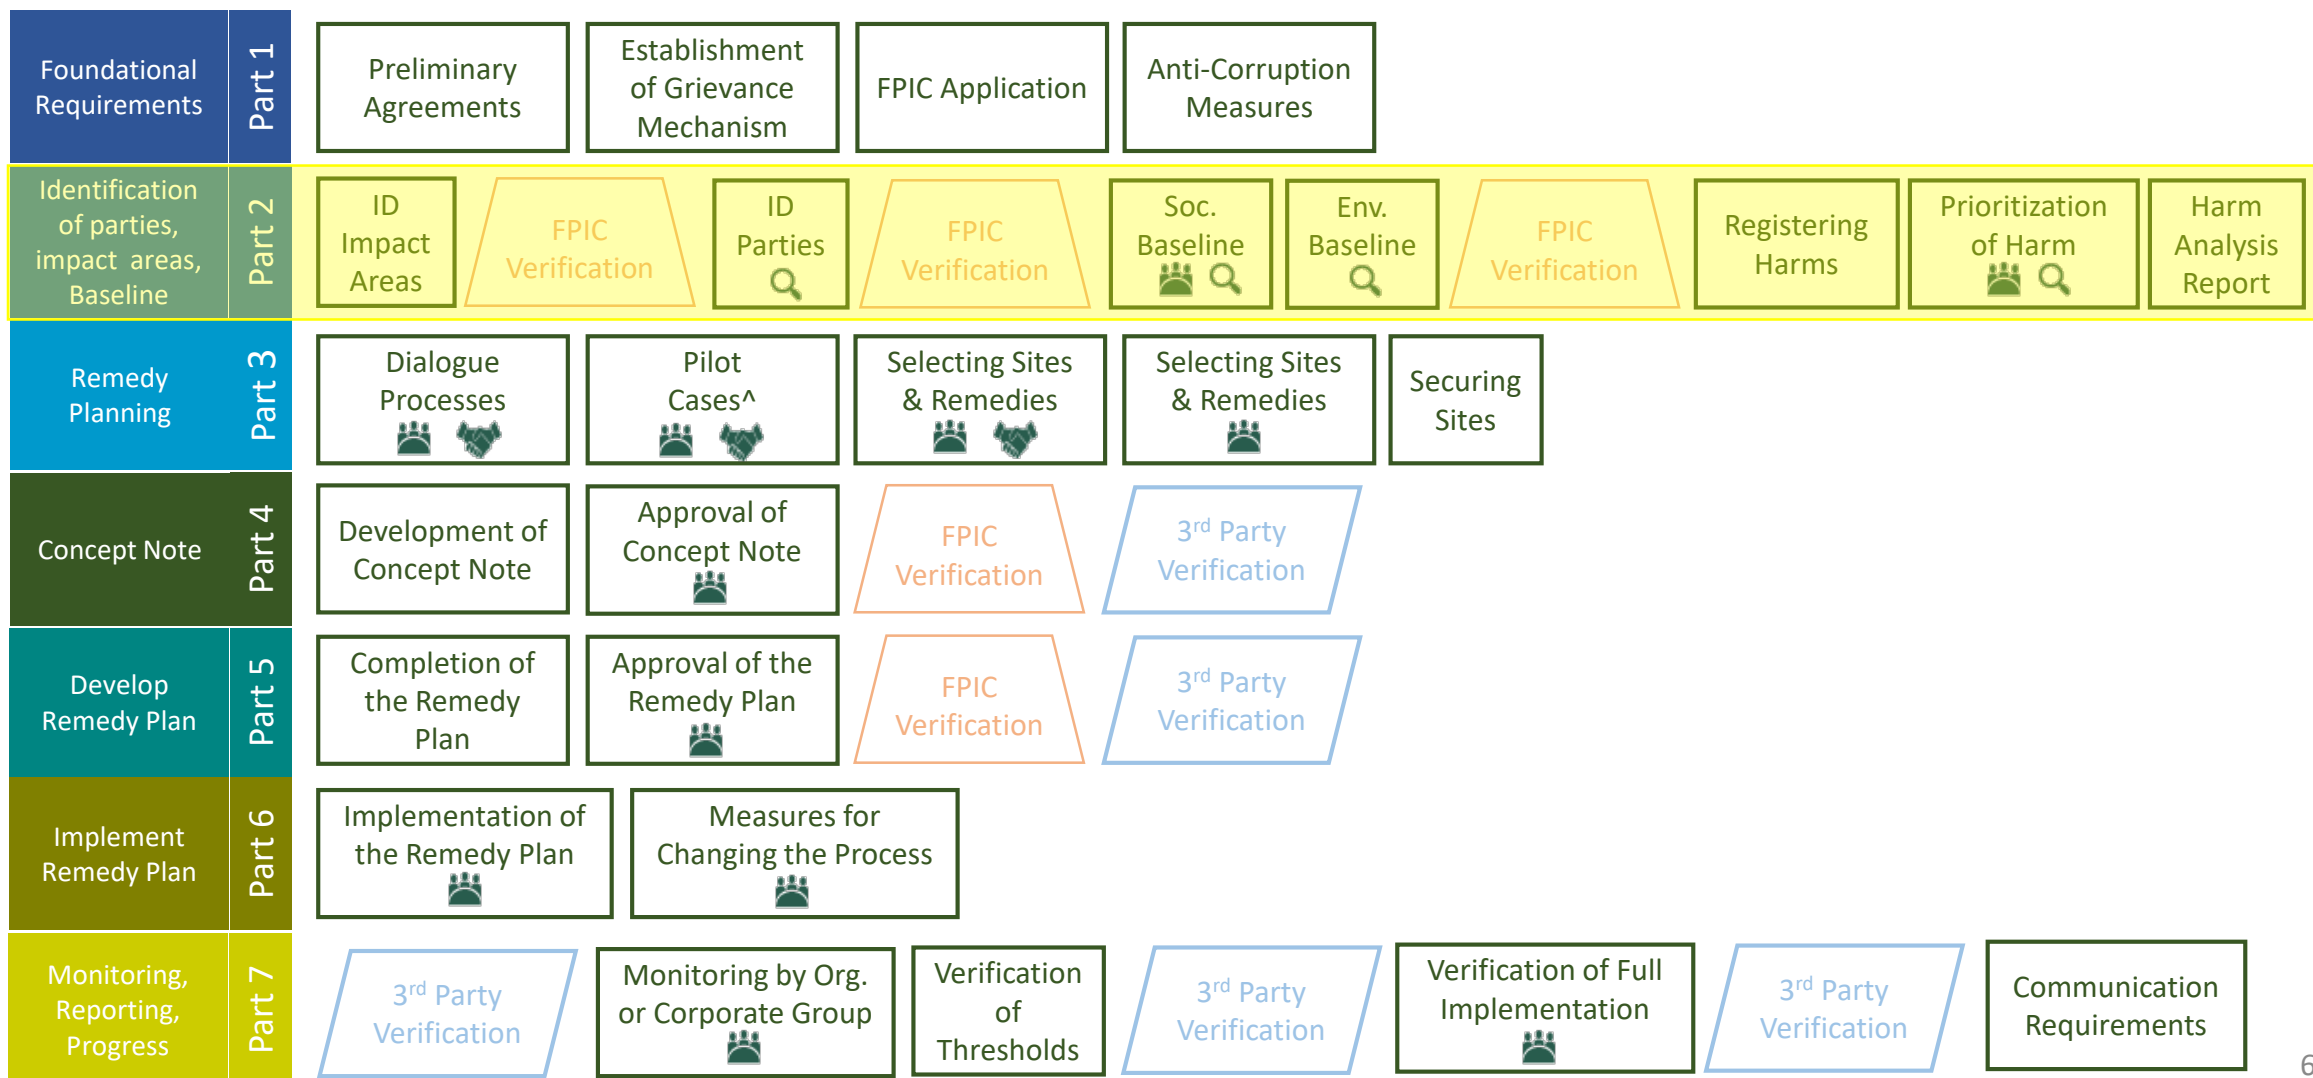 Foundational
Requirements
Part 1
Preliminary
Agreements
Establishment
of Grievance
Mechanism
FPIC Application
Anti-Corruption
Measures
Identification
of parties,
impact areas,
Baseline
Part 2
ID
Impact
Areas
FPIC
Verification
ID
Parties
FPIC
Verification
Soc.
Baseline
Env.
Baseline
FPIC
Verification
Registering
Harms
Prioritization
of Harm
Harm
Analysis
Report
Remedy
Planning
Part 3
Dialogue
Processes
Pilot
Cases^
Selecting Sites
& Remedies
Selecting Sites
& Remedies
Securing
Sites
Concept Note
Part 4
Development of
Concept Note
Approval of
Concept Note
FPIC
Verification
3rd Party
Verification
Develop
Remedy Plan
Part 5
Completion of
the Remedy
Plan
Approval of the
Remedy Plan
FPIC
Verification
3rd Party
Verification
Implement
Remedy Plan
Part 6
Implementation of
the Remedy Plan
Measures for
Changing the Process
Monitoring,
Reporting,
Progress
Part 7
3rd Party
Verification
Monitoring by Org.
or Corporate Group
Verification
of
Thresholds
3rd Party
Verification
Verification of Full
Implementation
3rd Party
Verification
Communication
Requirements
6